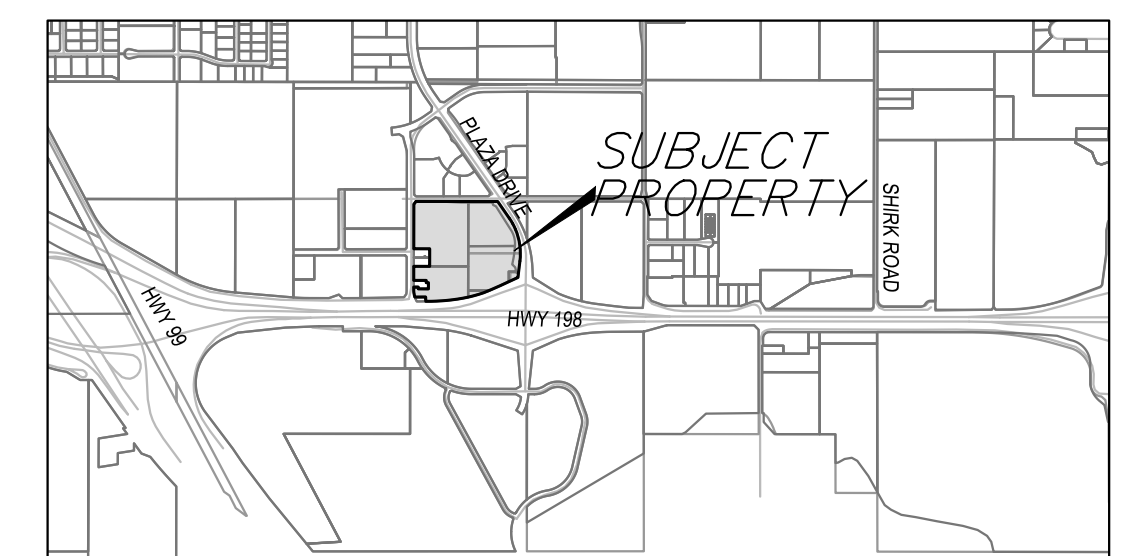 PLAZA DRIVE
SUBJECT
PROPERTY
SHIRK ROAD
HWY 99
HWY 198